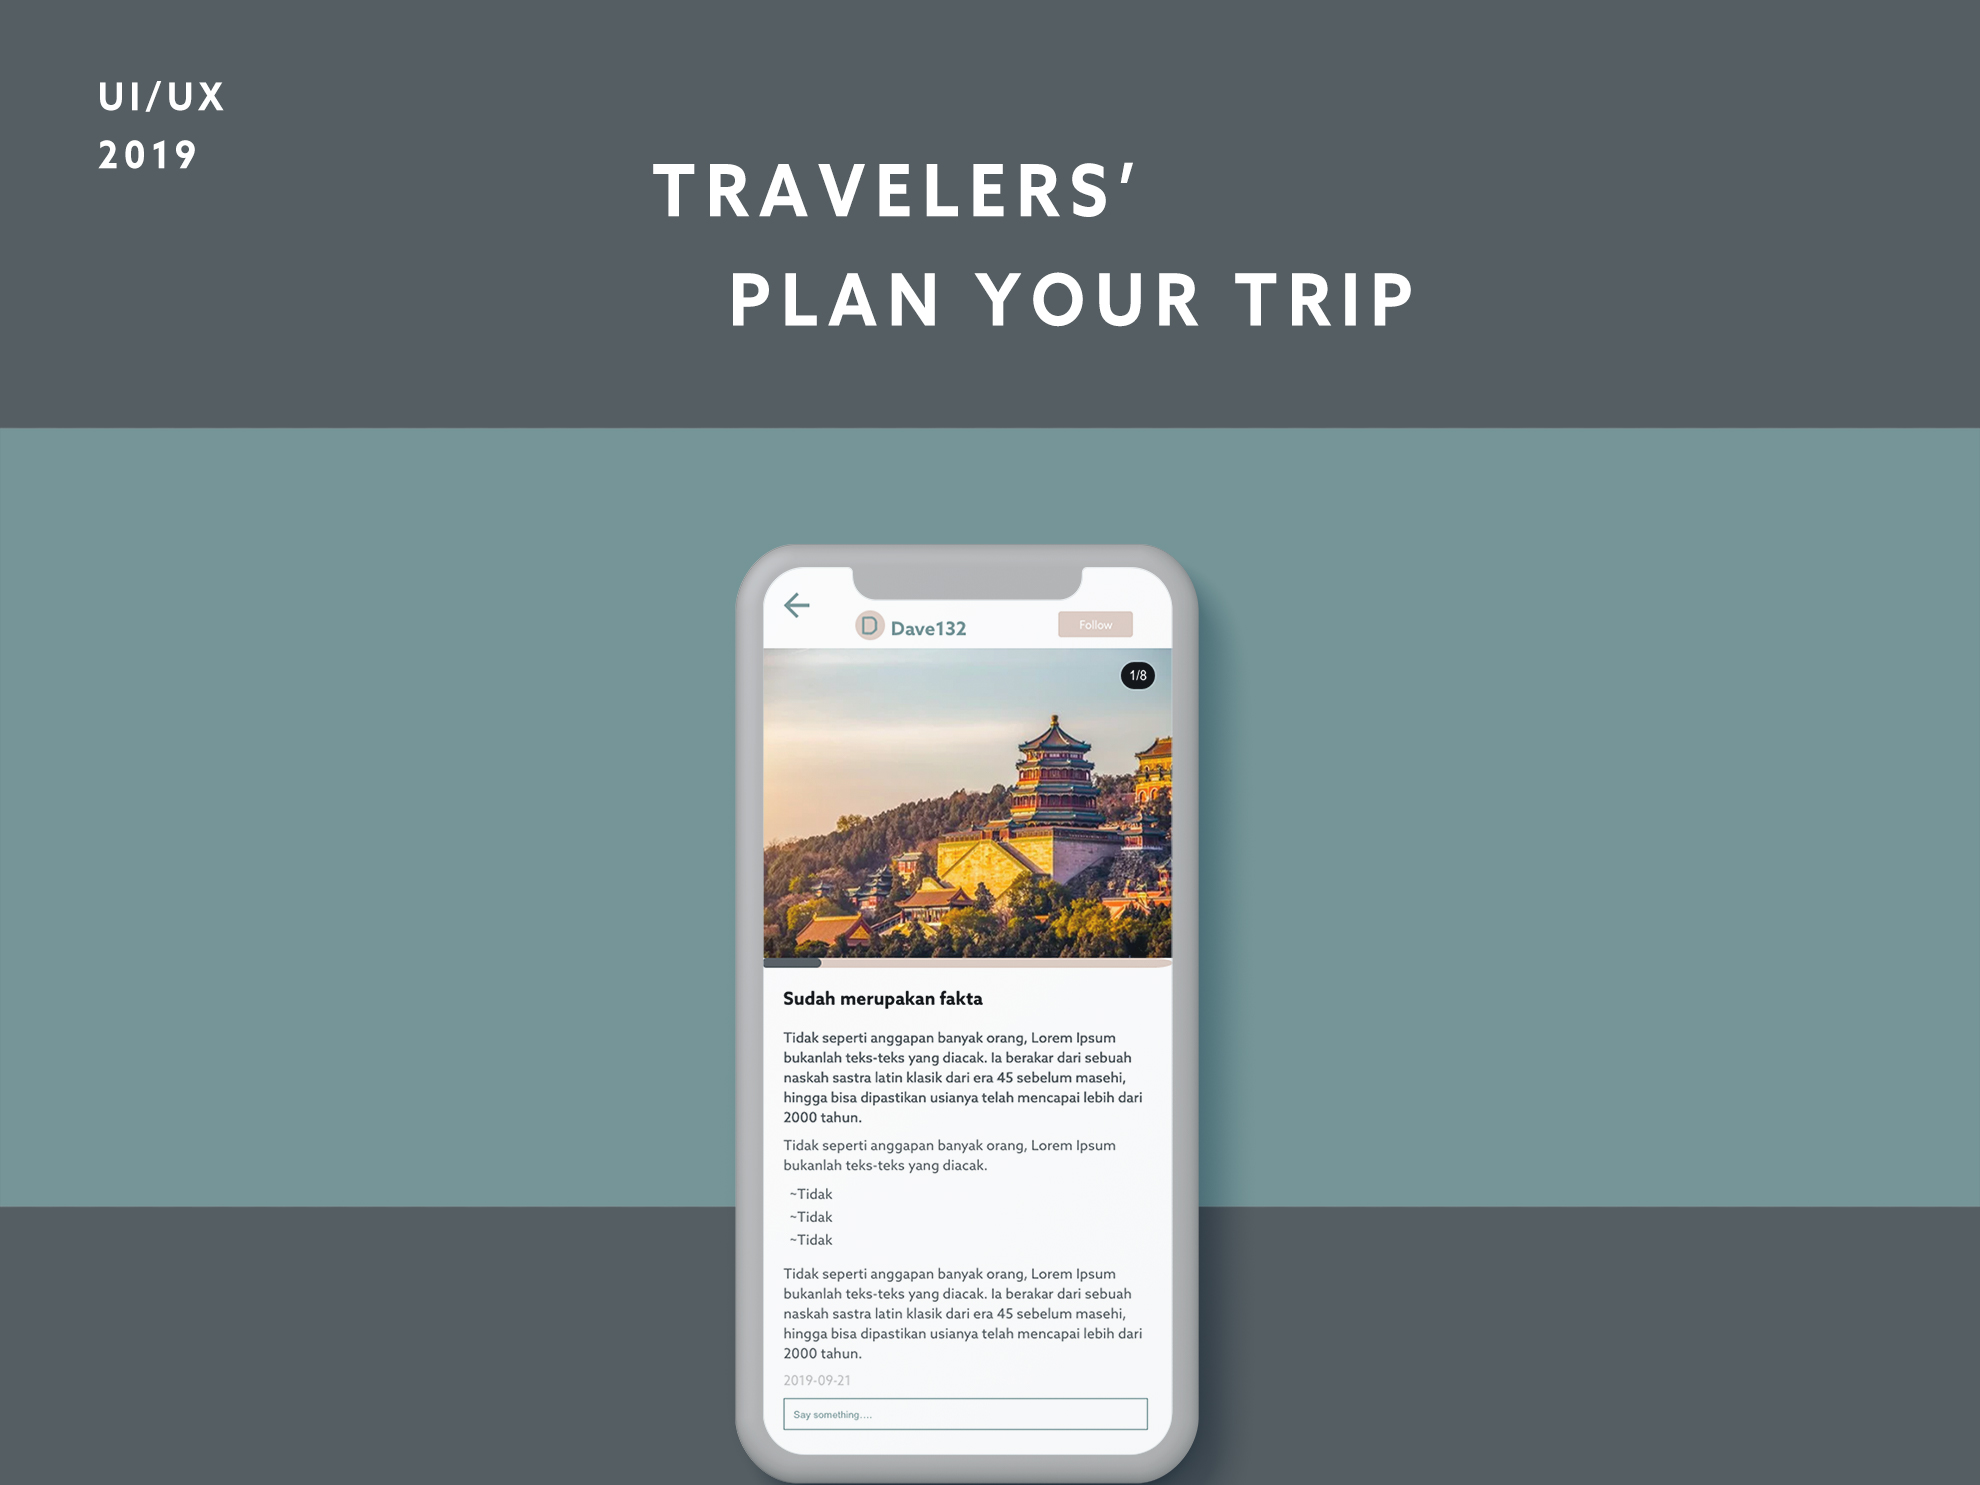 UI/UX
2019
TRAVELERS’
PLAN YOUR TRIP
D Dave132
Follow
1/8
Sudah merupakan fakta
Tidak seperti anggapan banyak orang, Lorem Ipsum
bukanlah teks-teks yang diacak. Ia berakar dari sebuah
naskah sastra latin klasik dari era 45 sebelum masehi,
hingga bisa dipastikan usianya telah mencapai lebih dari
2000 tahun.
Tidak seperti anggapan banyak orang, Lorem Ipsum
bukanlah teks-teks yang diacak.
~Tidak
~Tidak
~Tidak
Tidak seperti anggapan banyak orang, Lorem Ipsum
bukanlah teks-teks yang diacak. Ia berakar dari sebuah
naskah sastra latin klasik dari era 45 sebelum masehi,
hingga bisa dipastikan usianya telah mencapai lebih dari
2000 tahun.
2019-09-21
Say something....